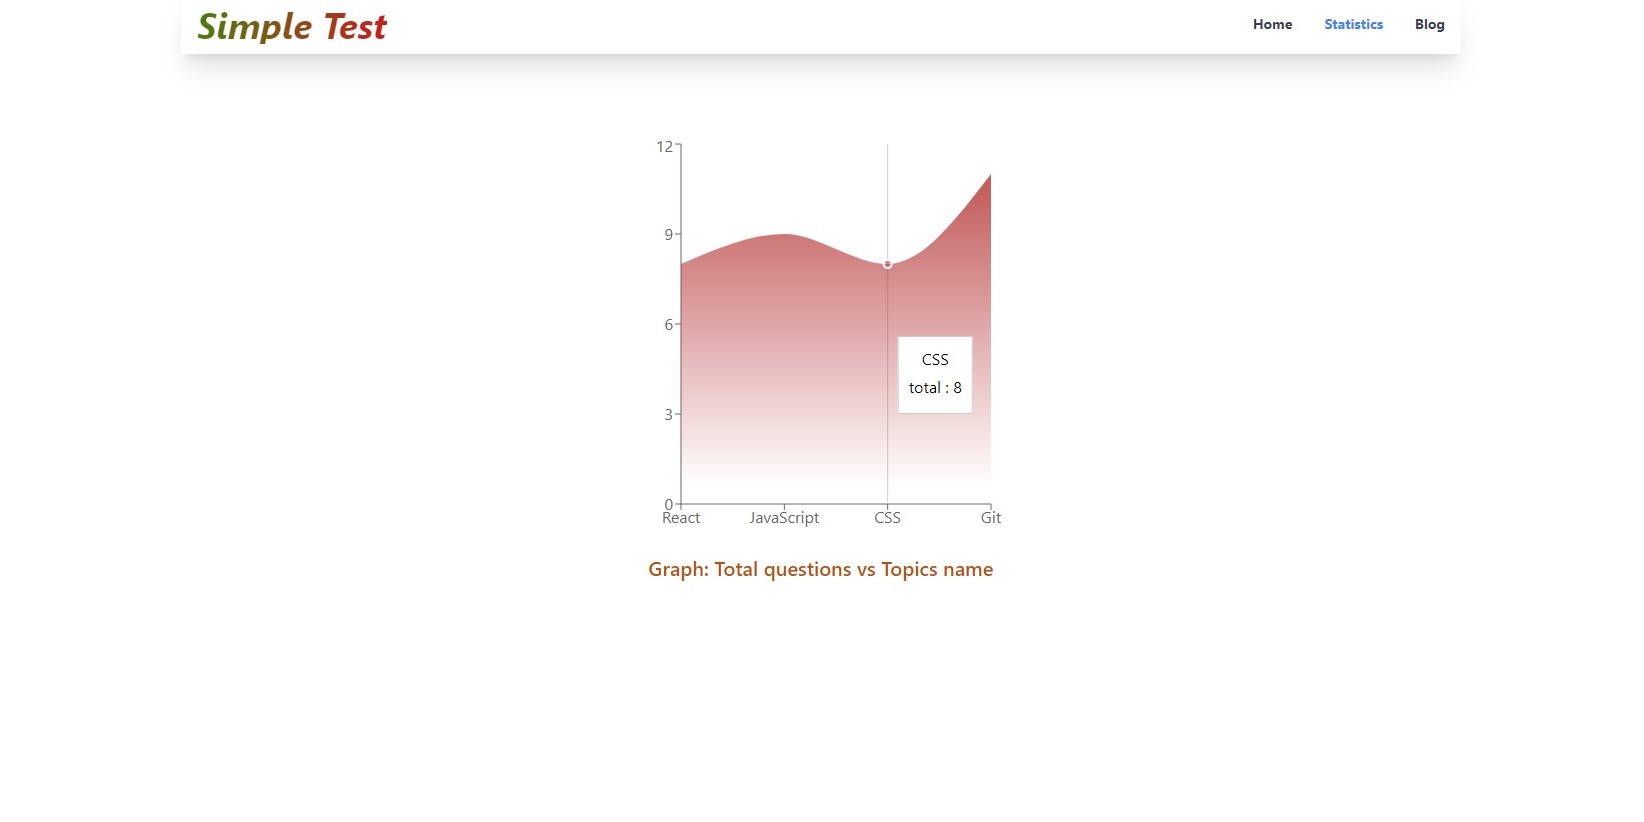 Simple Test
Home Statistics Blog
12
9
6
3
0
CSS
total : 8
React JavaScript CSS Git
Graph: Total questions vs Topics name